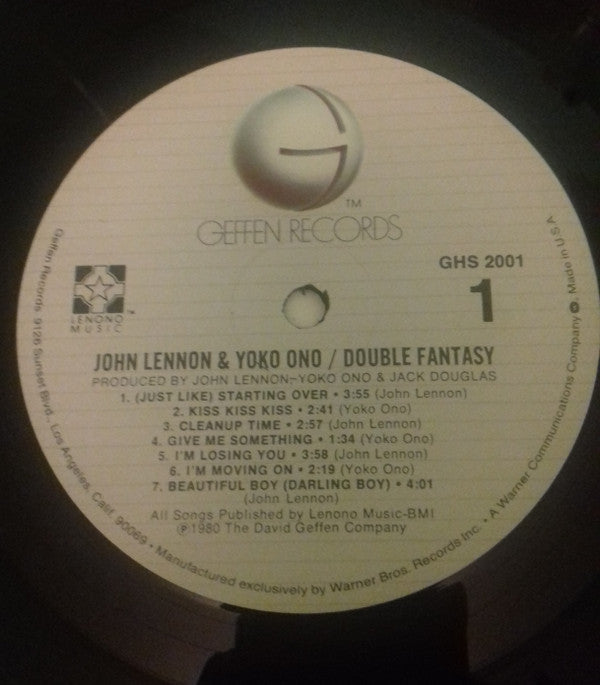 TM
GEFFEN RECORDS
GHS 2001
1
LENONO
MUSIC
TM
JOHN LENNON & YOKO ONO / DOUBLE FANTASY
PRODUCED BY JOHN LENNON-YOKO ONO & JACK DOUGLAS
1. (JUST LIKE) STARTING OVER • 3:55 (John Lennon)
2. KISS KISS KISS • 2:41 (Yoko Ono)
3. CLEANUP TIME • 2:57 (John Lennon)
4. GIVE ME SOMETHING • 1:34 (Yoko Ono)
5. I'M LOSING YOU • 3:58 (John Lennon)
6. I'M MOVING ON • 2:19 (Yoko Ono)
7. BEAUTIFUL BOY (DARLING BOY) • 4:01
(John Lennon)
All Songs Published by Lenono Music-BMI
℗1980 The David Geffen Company
Geffen Records 9126 Sunset Blvd., Los Angeles, Calif. 90069 • Manufactured exclusively by Warner Bros. Records Inc. • A Warner Communications Company Made in U.S.A.